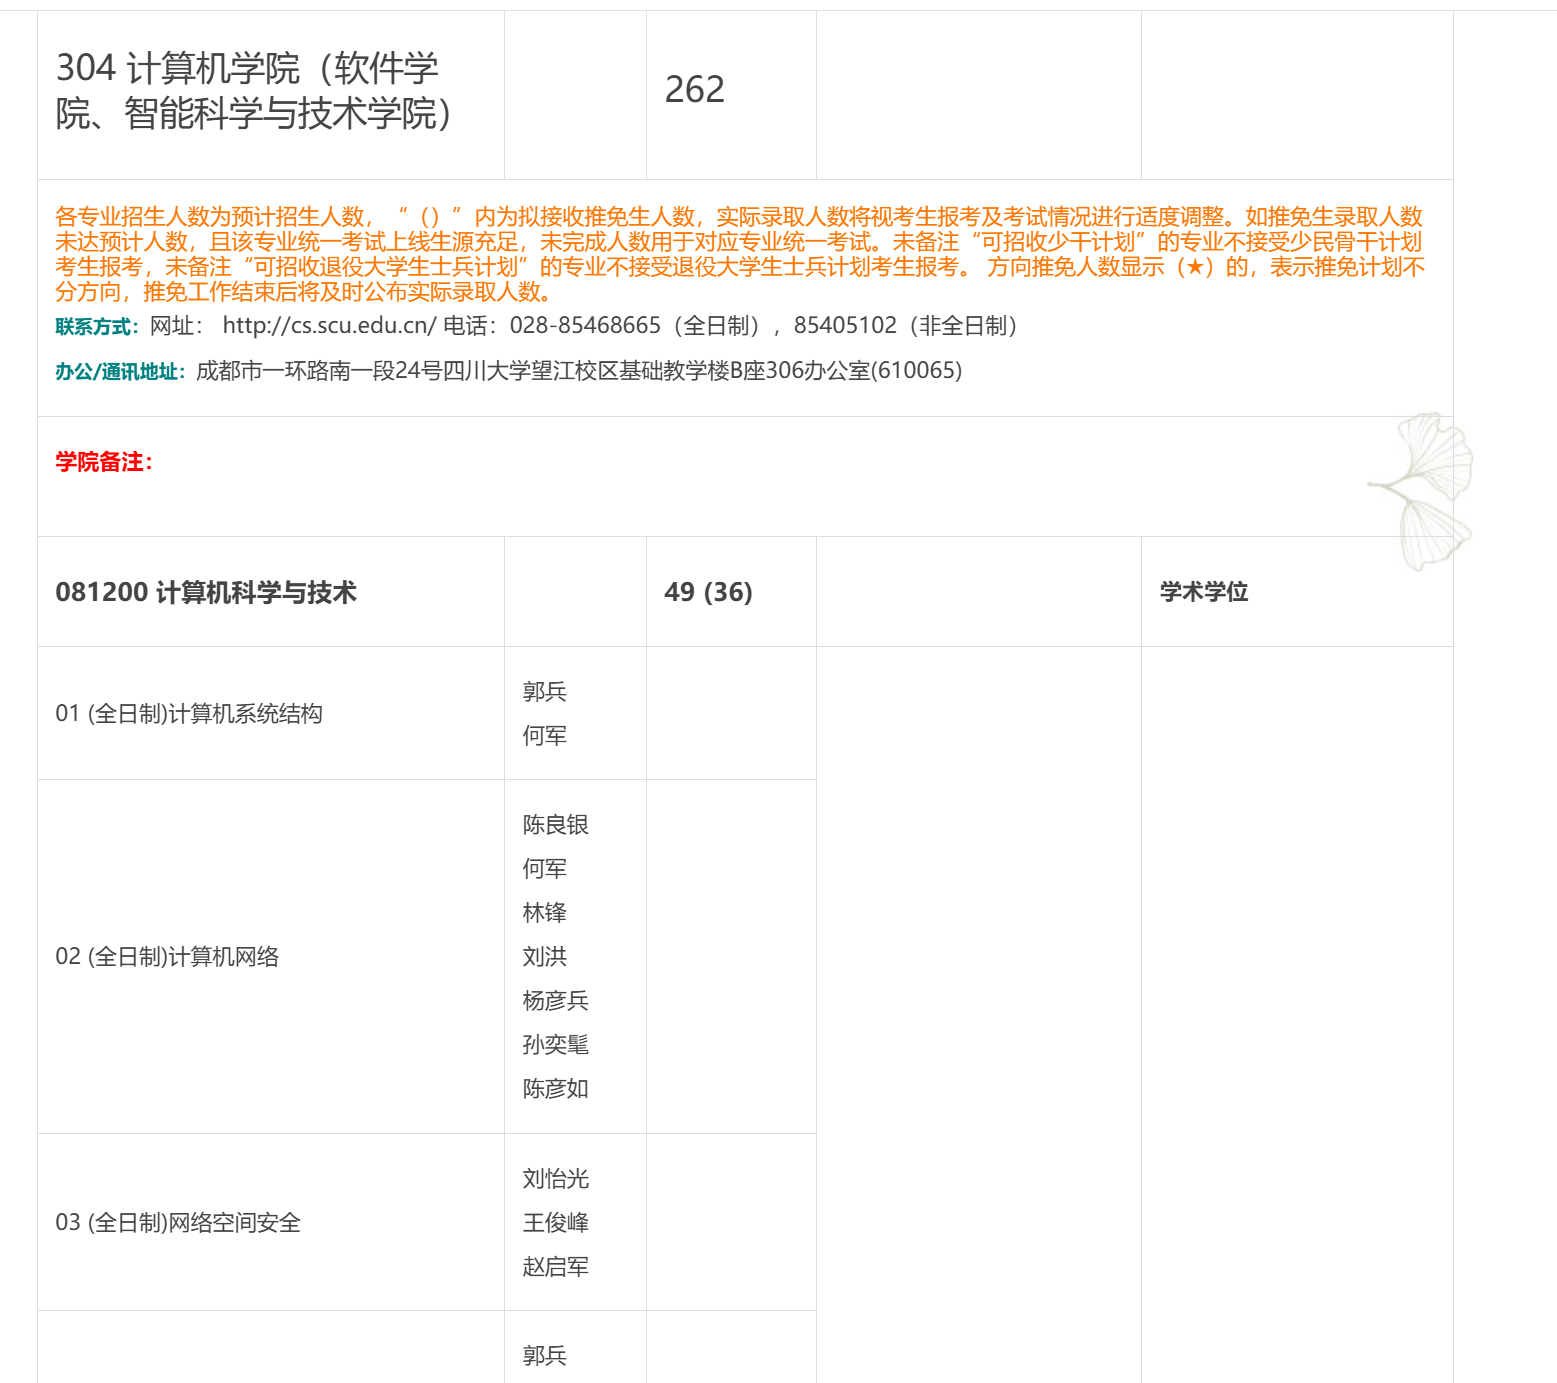 304 计算机学院（软件学
院、智能科学与技术学院）
262
各专业招生人数为预计招生人数，“（）”内为拟接收推免生人数，实际录取人数将视考生报考及考试情况进行适度调整。如推免生录取人数
未达预计人数，且该专业统一考试上线生源充足，未完成人数用于对应专业统一考试。未备注“可招收少干计划”的专业不接受少民骨干计划
考生报考，未备注“可招收退役大学生士兵计划”的专业不接受退役大学生士兵计划考生报考。 方向推免人数显示（★）的，表示推免计划不
分方向，推免工作结束后将及时公布实际录取人数。
联系方式：网址： http://cs.scu.edu.cn/ 电话：028-85468665（全日制），85405102（非全日制）
办公/通讯地址：成都市一环路南一段24号四川大学望江校区基础教学楼B座306办公室(610065)
学院备注：
081200 计算机科学与技术
49 (36)
学术学位
01 (全日制)计算机系统结构
郭兵
何军
02 (全日制)计算机网络
陈良银
何军
林锋
刘洪
杨彦兵
孙奕髦
陈彦如
03 (全日制)网络空间安全
刘怡光
王俊峰
赵启军
郭兵